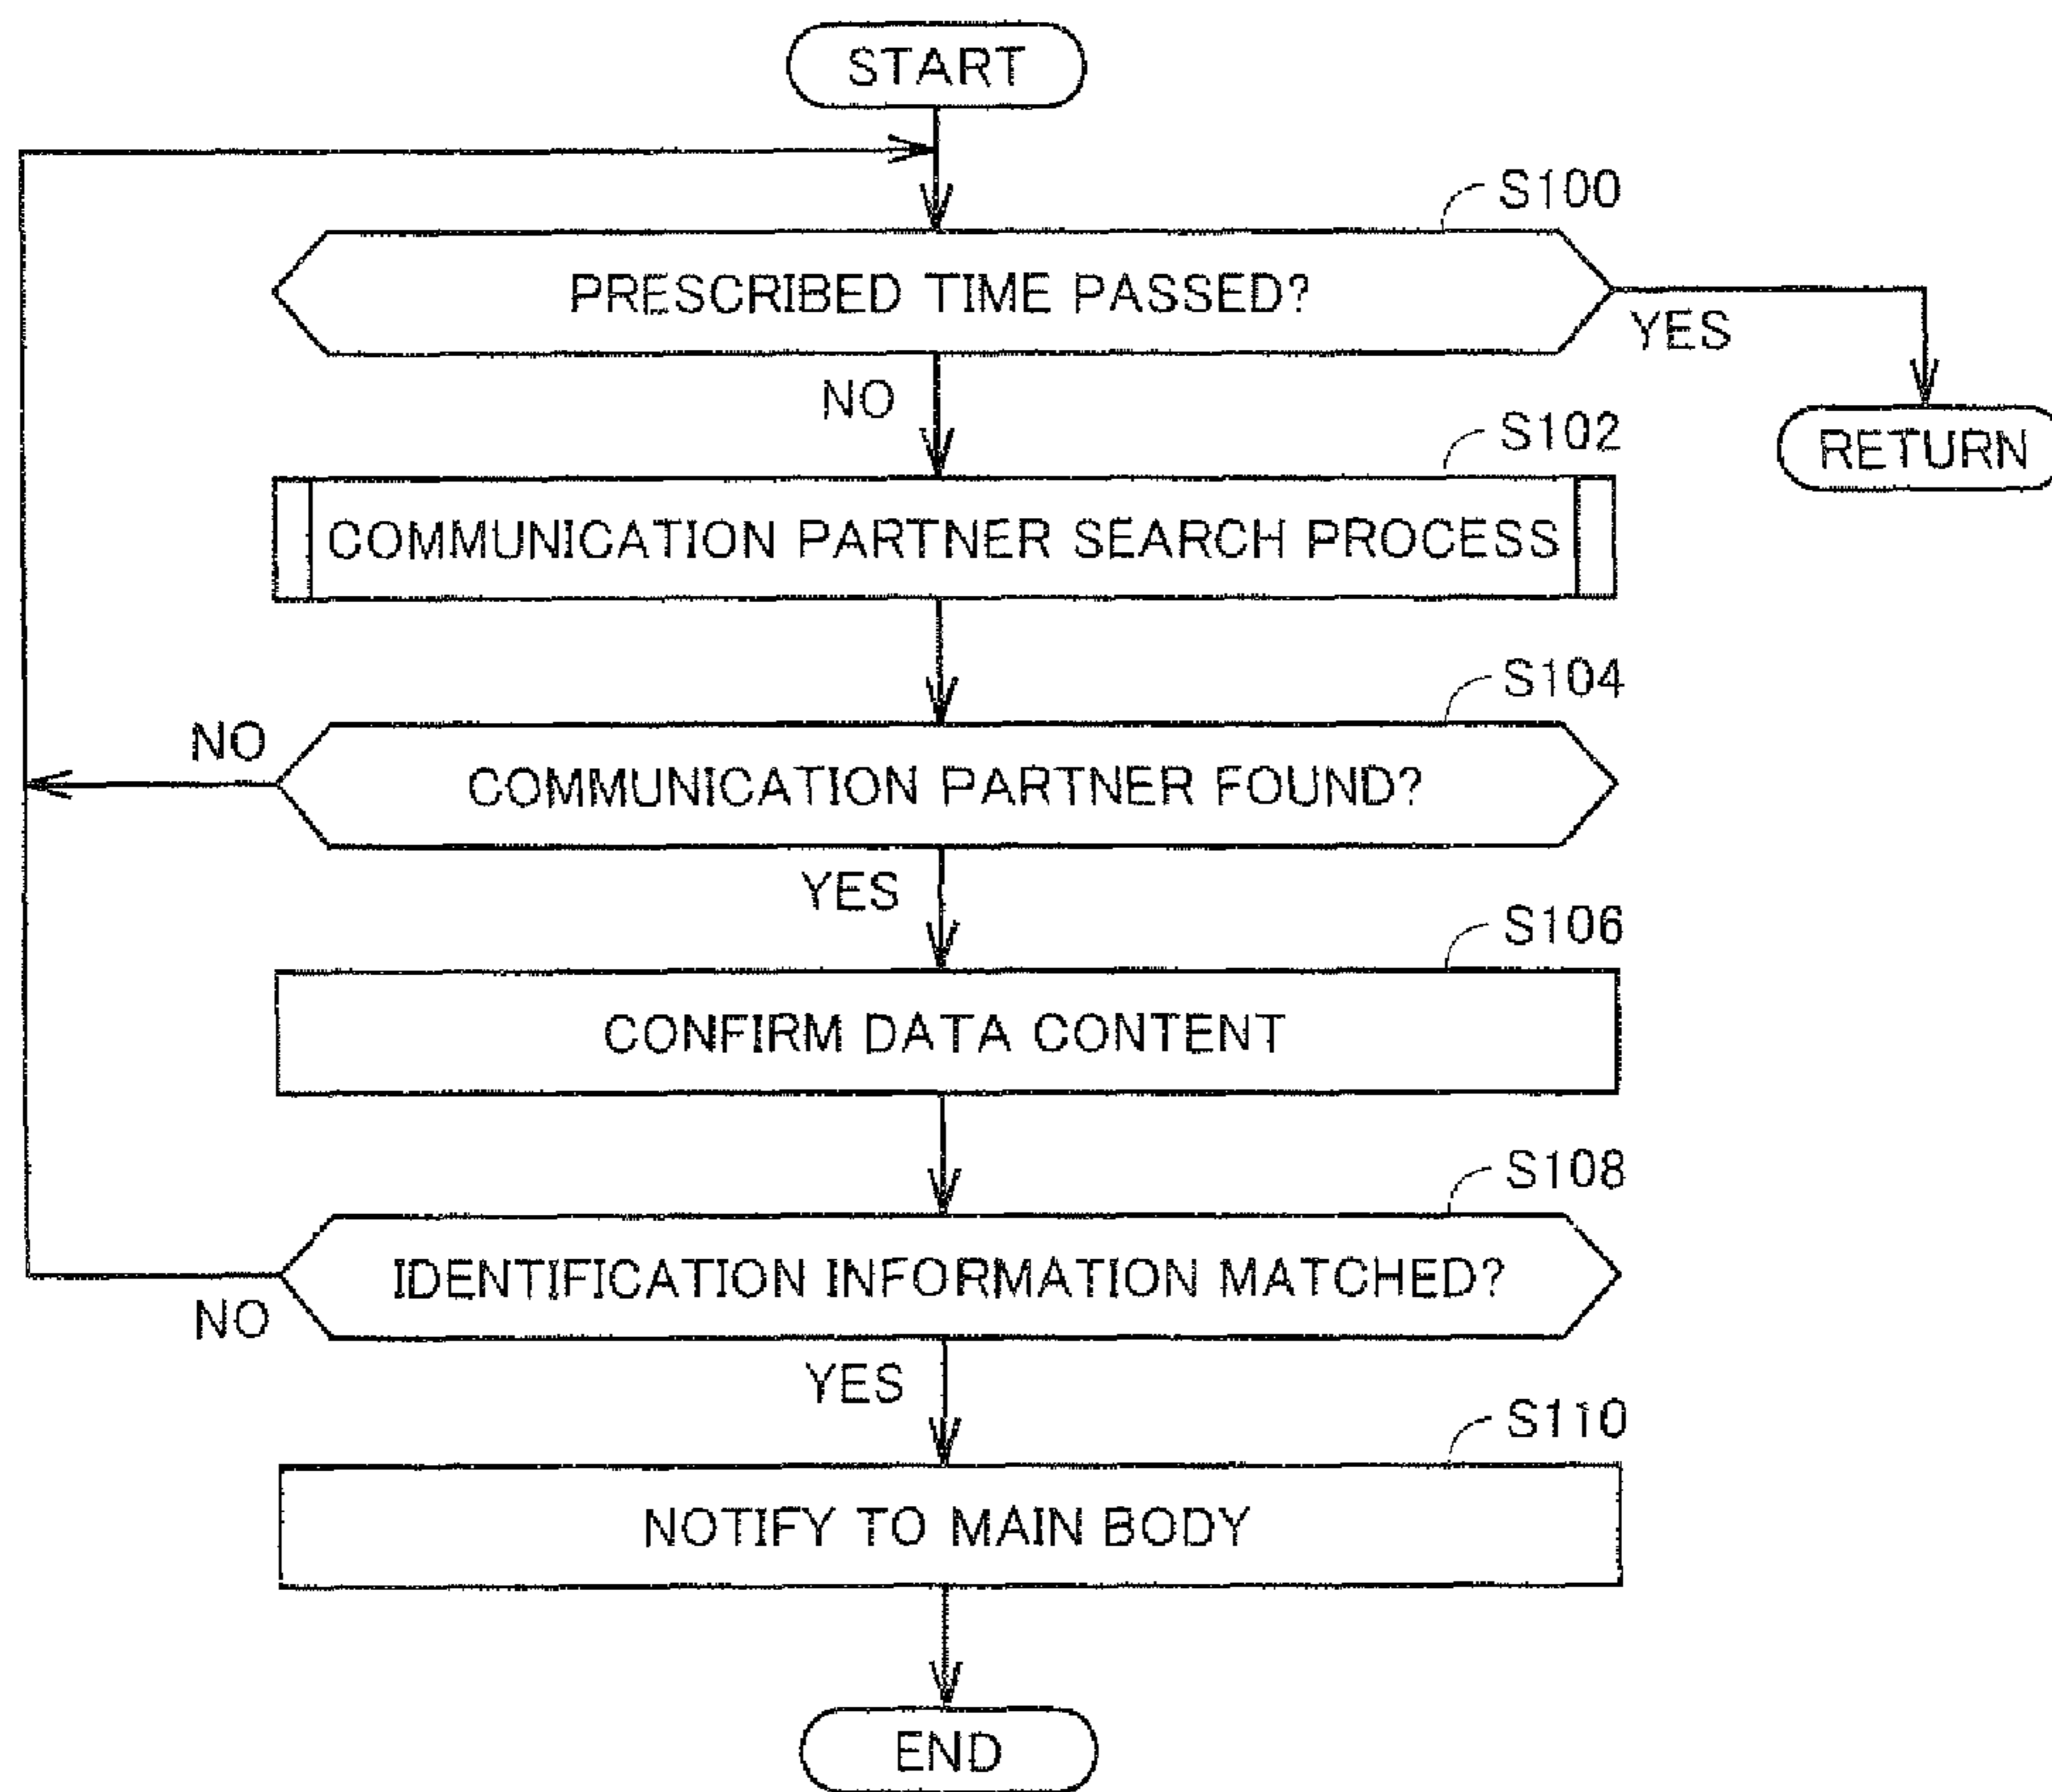 START
S100
PRESCRIBED TIME PASSED?
YES
NO
RETURN
S102
COMMUNICATION PARTNER SEARCH PROCESS
S104
NO
COMMUNICATION PARTNER FOUND?
YES
S106
CONFIRM DATA CONTENT
S108
IDENTIFICATION INFORMATION MATCHED?
NO
YES
S110
NOTIFY TO MAIN BODY
END